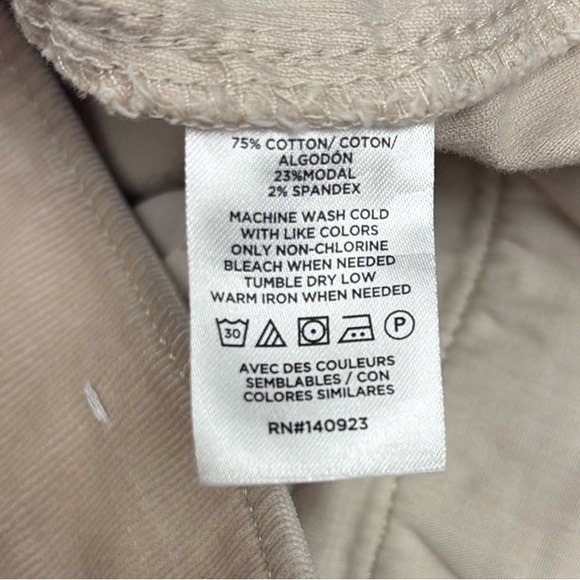 75% COTTON/ COTON/
ALGODÓN
23%MODAL
2% SPANDEX
MACHINE WASH COLD
WITH LIKE COLORS
ONLY NON-CHLORINE
BLEACH WHEN NEEDED
TUMBLE DRY LOW
WARM IRON WHEN NEEDED
30 P
AVEC DES COULEURS
SEMBLABLES / CON
COLORES SIMILARES
RN#140923